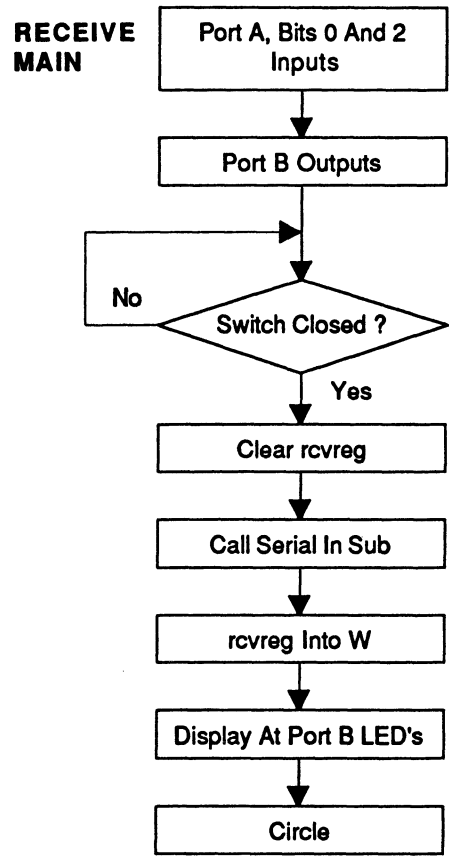 RECEIVE
MAIN
Port A, Bits 0 And 2
Inputs
Port B Outputs
No
Switch Closed ?
Yes
Clear rcvreg
Call Serial In Sub
rcvreg Into W
Display At Port B LED's
Circle